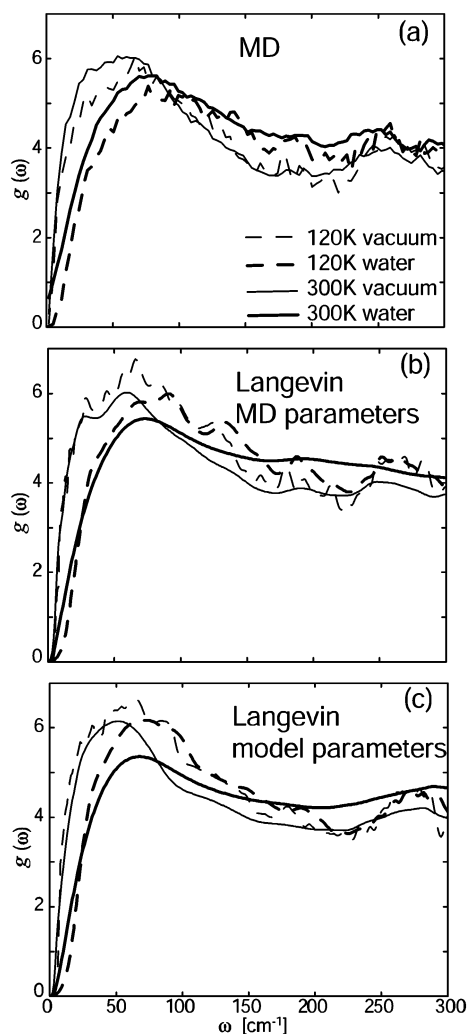 (a)
MD
6
4
2
0
g (ω)
120K vacuum
120K water
300K vacuum
300K water
(b)
Langevin
MD parameters
6
4
2
0
g (ω)
(c)
Langevin
model parameters
6
4
2
0
g (ω)
0 50 100 150 200 250 300
ω [cm⁻¹]